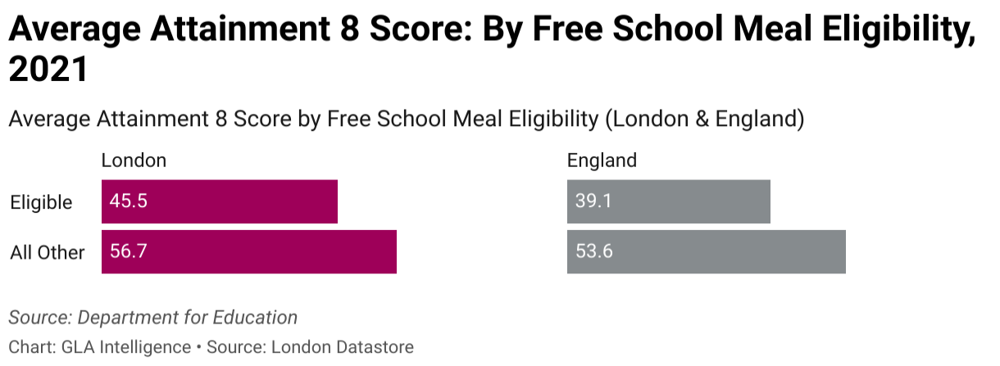 Average Attainment 8 Score: By Free School Meal Eligibility,
2021
Average Attainment 8 Score by Free School Meal Eligibility (London & England)
London England
Eligible 45.5 39.1
All Other 56.7 53.6
Source: Department for Education
Chart: GLA Intelligence • Source: London Datastore